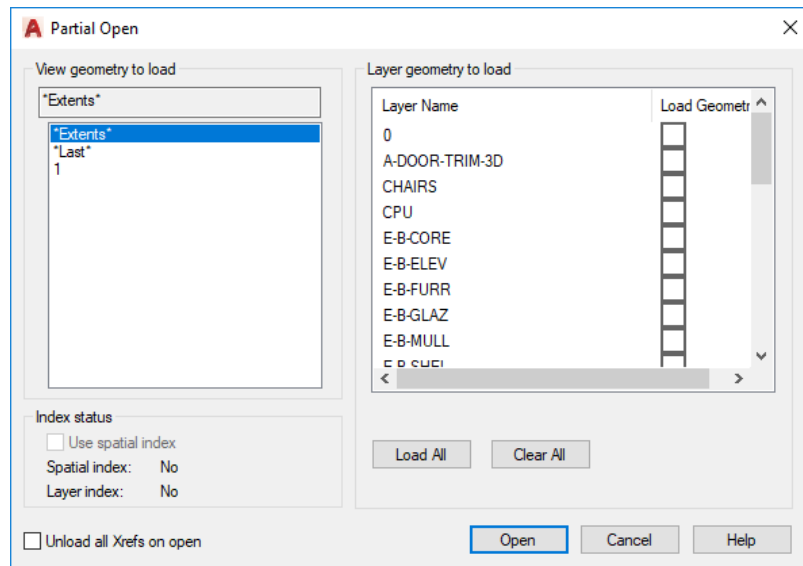 Partial Open
View geometry to load
*Extents*
*Extents*
*Last*
1
Index status
Use spatial index
Spatial index: No
Layer index: No
Unload all Xrefs on open
Layer geometry to load
Layer Name Load Geometr
0
A-DOOR-TRIM-3D
CHAIRS
CPU
E-B-CORE
E-B-ELEV
E-B-FURR
E-B-GLAZ
E-B-MULL
Load All Clear All
Open Cancel Help